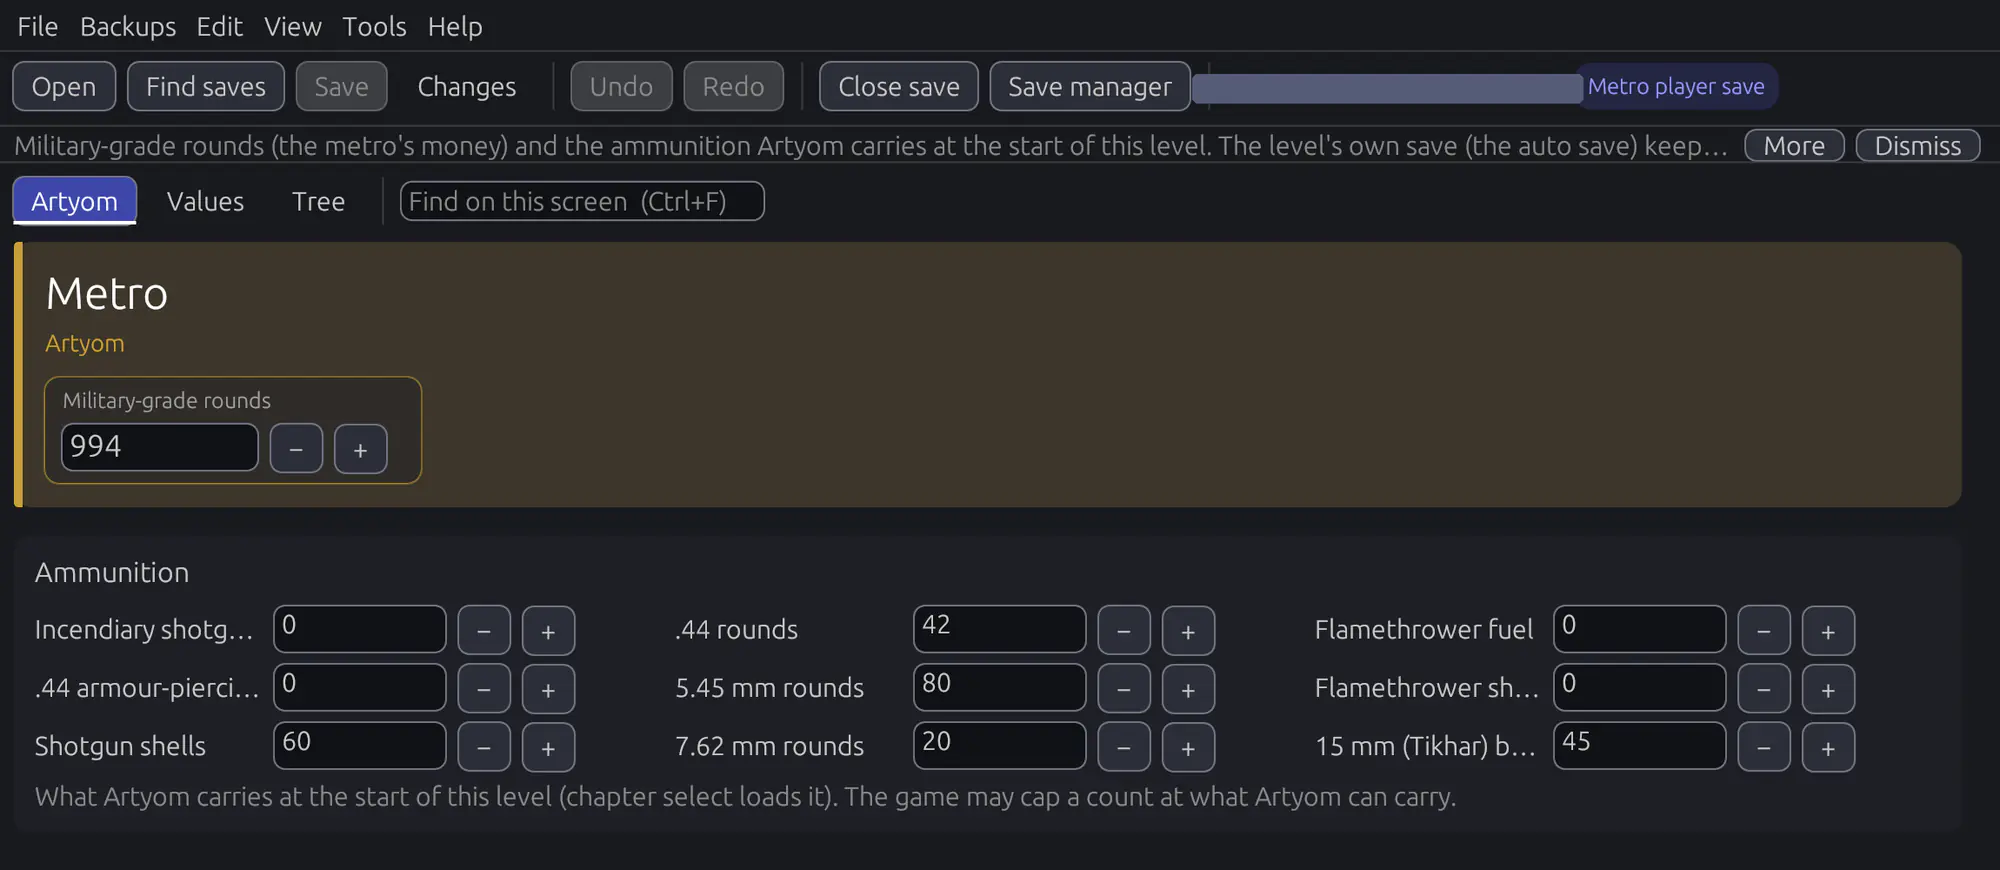 File Backups Edit View Tools Help
Open Find saves Save Changes Undo Redo Close save Save manager Metro player save
Military-grade rounds (the metro's money) and the ammunition Artyom carries at the start of this level. The level's own save (the auto save) keep... More Dismiss
Artyom Values Tree Find on this screen (Ctrl+F)
Metro
Artyom
Military-grade rounds
994 − +
Ammunition
Incendiary shotg... 0 − + .44 rounds 42 − + Flamethrower fuel 0 − +
.44 armour-pierci... 0 − + 5.45 mm rounds 80 − + Flamethrower sh... 0 − +
Shotgun shells 60 − + 7.62 mm rounds 20 − + 15 mm (Tikhar) b... 45 − +
What Artyom carries at the start of this level (chapter select loads it). The game may cap a count at what Artyom can carry.